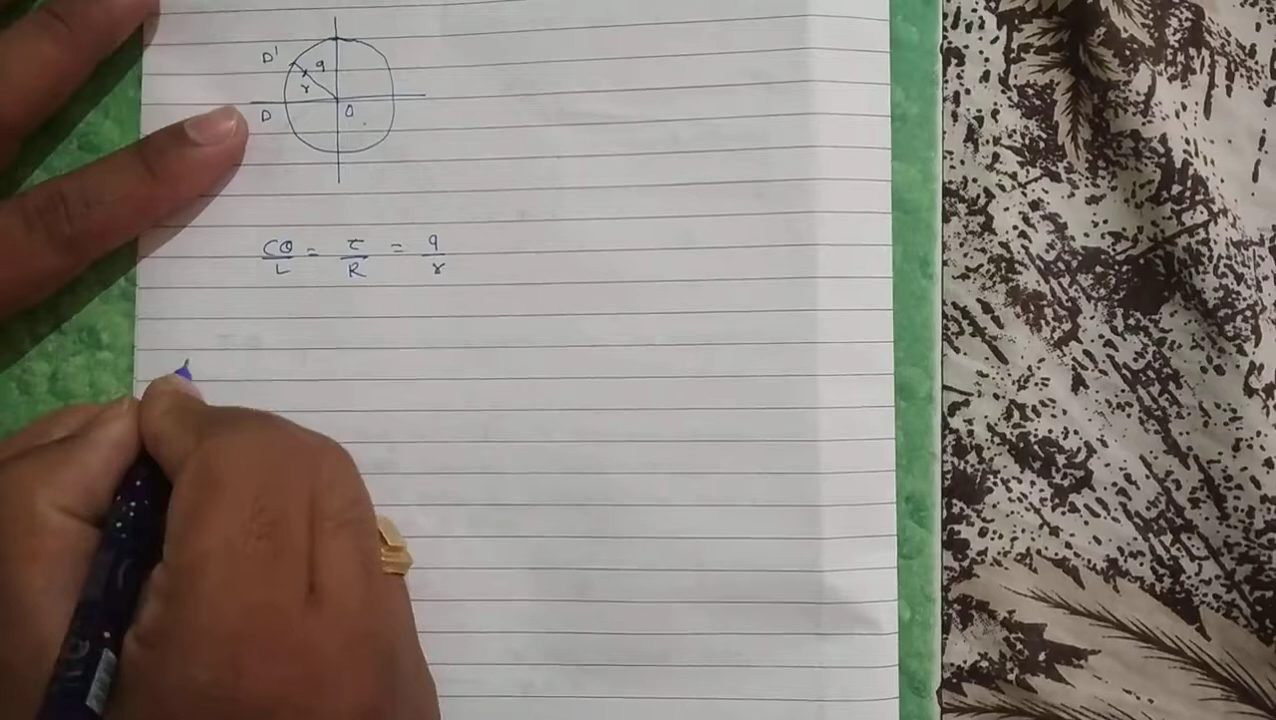 D' q
r
D O
Cθ/L = τ/R = q/r